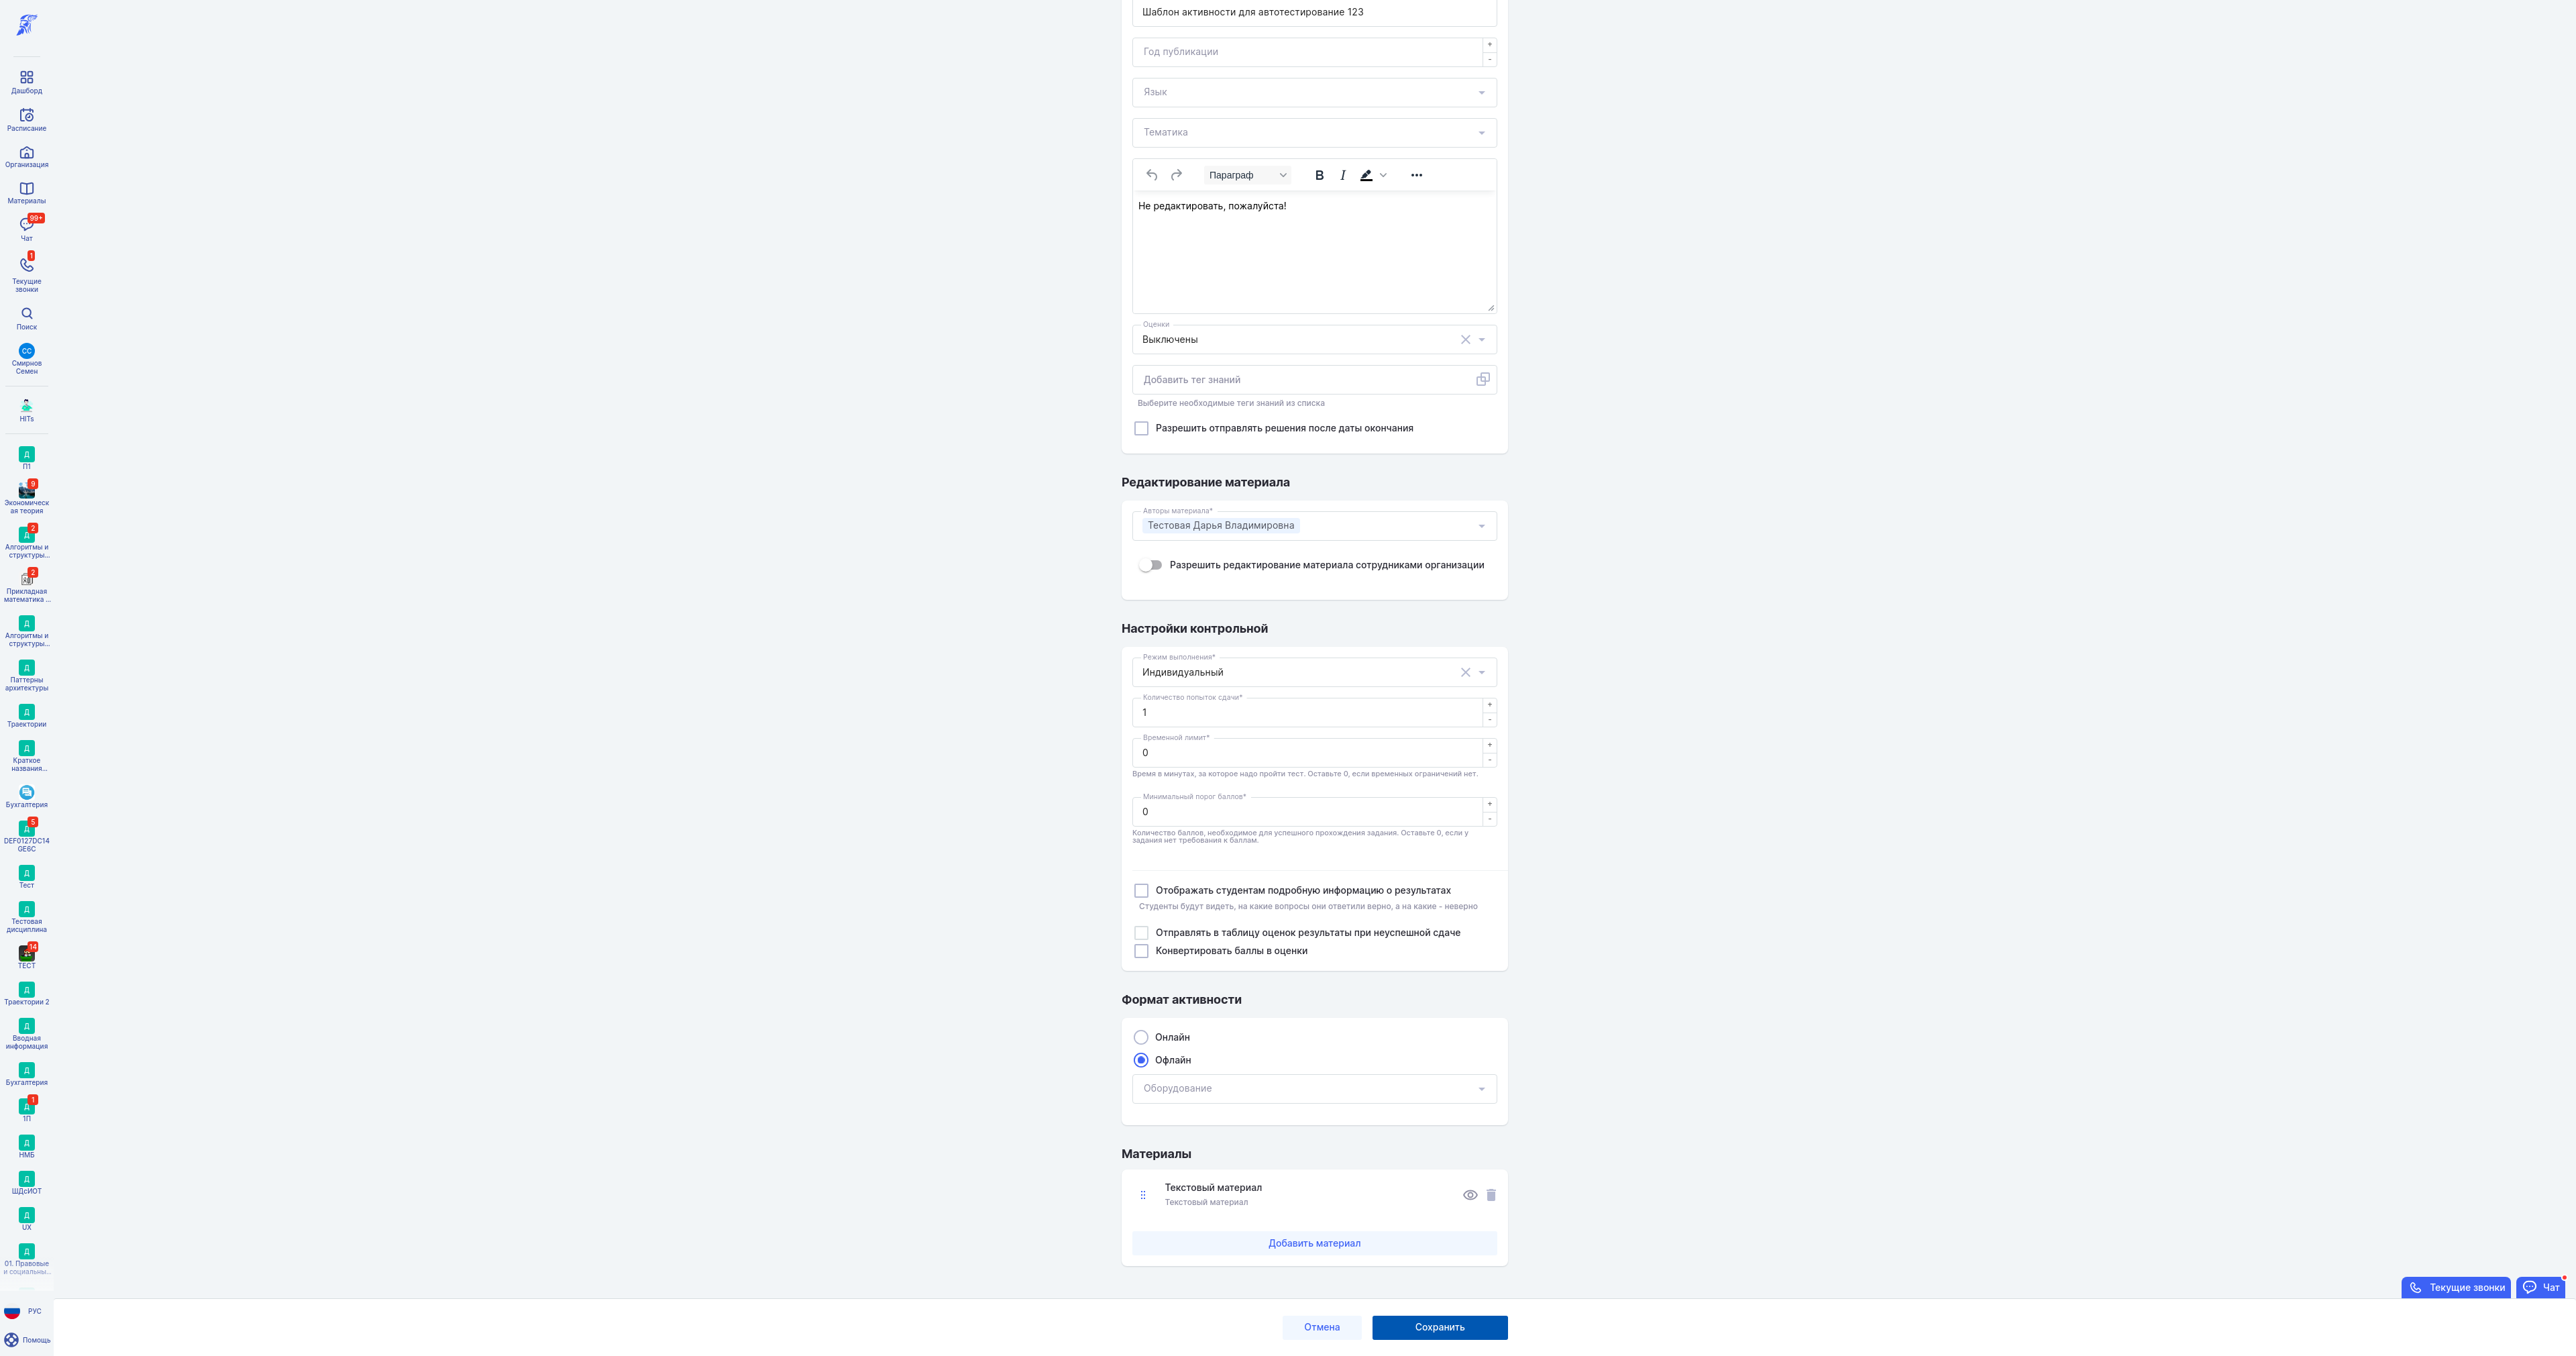 Дашборд
Расписание
Организация
Материалы
99+
Чат
1
Текущие
звонки
Поиск
СС
Смирнов
Семен
HITs
Д
П1
9
Экономическ
ая теория
2
Д
Алгоритмы и
структуры...
2
Прикладная
математика ...
Д
Алгоритмы и
структуры...
Д
Паттерны
архитектуры
Д
Траектории
Д
Краткое
названия...
Бухгалтерия
5
Д
DEF0127DC14
GE6C
Д
Тест
Д
Тестовая
дисциплина
14
ТЕСТ
Д
Траектории 2
Д
Вводная
информация
Д
Бухгалтерия
1
Д
1П
Д
НМБ
Д
ШДсИОТ
Д
UX
Д
01. Правовые
и социальны...
РУС
Помощь
Шаблон активности для автотестирование 123
Год публикации
+
-
Язык
Тематика
Параграф
B I
Не редактировать, пожалуйста!
Оценки
Выключены
Добавить тег знаний
Выберите необходимые теги знаний из списка
Разрешить отправлять решения после даты окончания
Редактирование материала
Авторы материала*
Тестовая Дарья Владимировна
Разрешить редактирование материала сотрудниками организации
Настройки контрольной
Режим выполнения*
Индивидуальный
Количество попыток сдачи*
1
+
-
Временной лимит*
0
+
-
Время в минутах, за которое надо пройти тест. Оставьте 0, если временных ограничений нет.
Минимальный порог баллов*
0
+
-
Количество баллов, необходимое для успешного прохождения задания. Оставьте 0, если у
задания нет требования к баллам.
Отображать студентам подробную информацию о результатах
Студенты будут видеть, на какие вопросы они ответили верно, а на какие - неверно
Отправлять в таблицу оценок результаты при неуспешной сдаче
Конвертировать баллы в оценки
Формат активности
Онлайн
Офлайн
Оборудование
Материалы
Текстовый материал
Текстовый материал
Добавить материал
Текущие звонки
Чат
Отмена
Сохранить